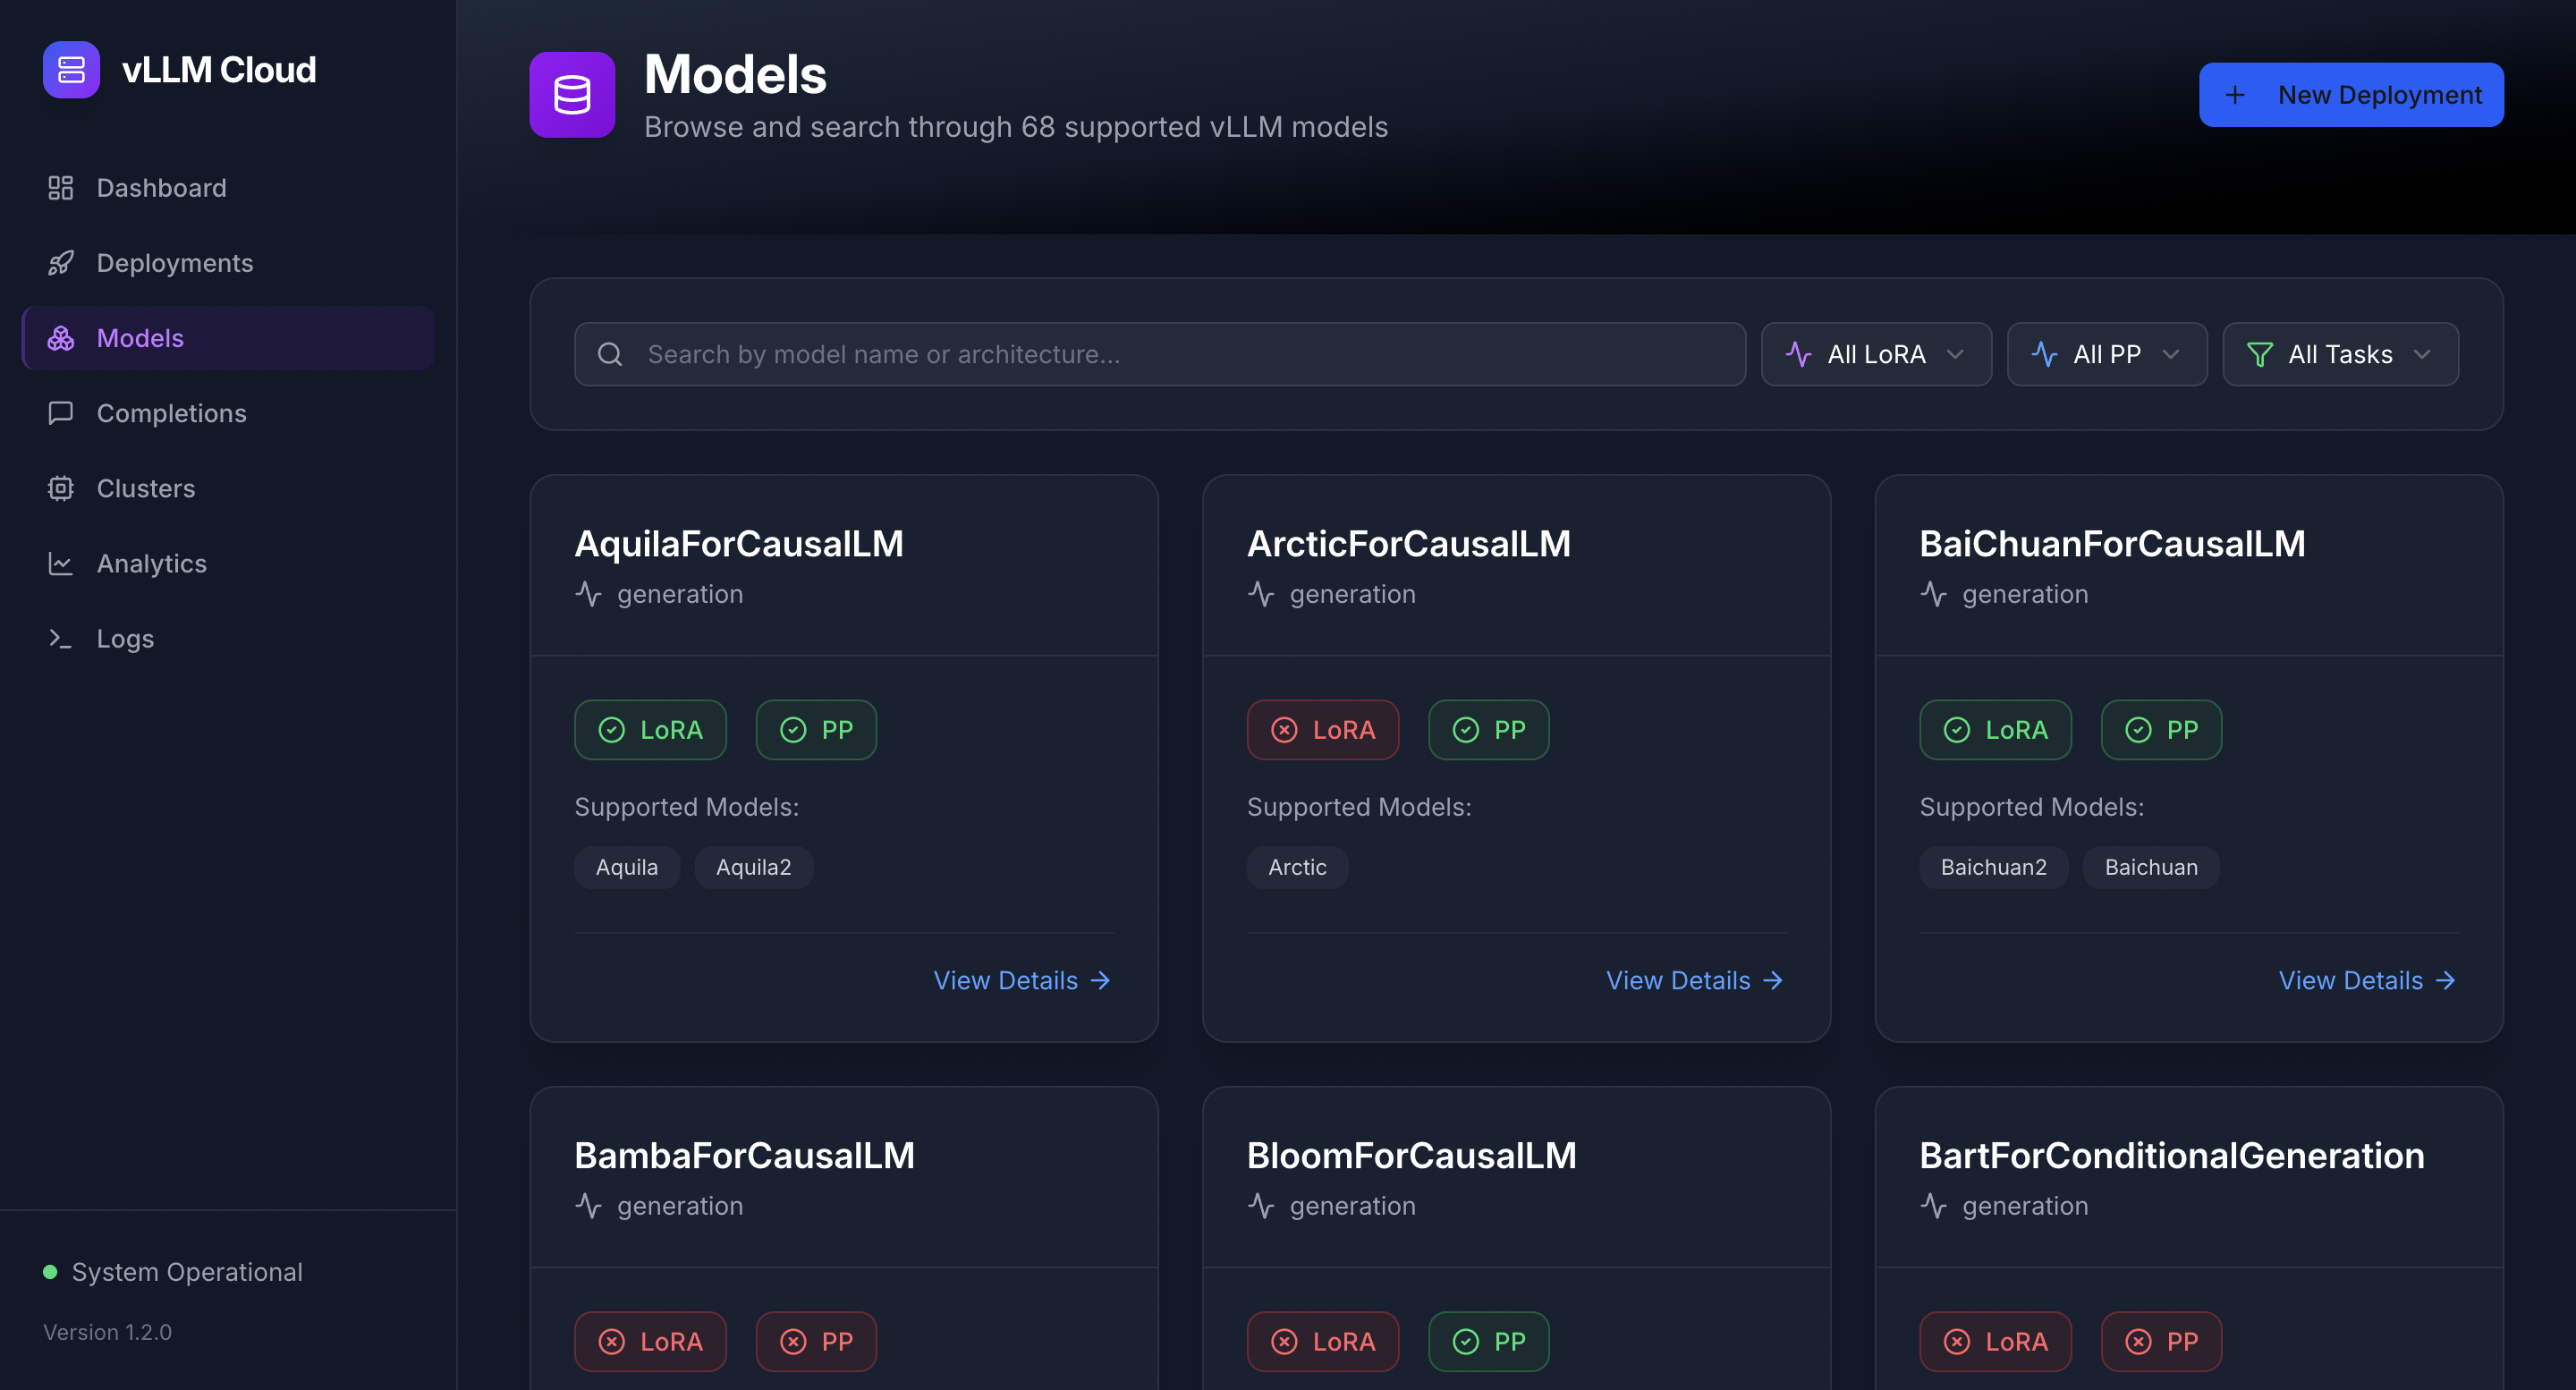 vLLM Cloud
Dashboard
Deployments
Models
Completions
Clusters
Analytics
Logs
System Operational
Version 1.2.0
Models
Browse and search through 68 supported vLLM models
New Deployment
Search by model name or architecture...
All LoRA
All PP
All Tasks
AquilaForCausalLM
generation
LoRA PP
Supported Models:
Aquila Aquila2
View Details
ArcticForCausalLM
generation
LoRA PP
Supported Models:
Arctic
View Details
BaiChuanForCausalLM
generation
LoRA PP
Supported Models:
Baichuan2 Baichuan
View Details
BambaForCausalLM
generation
LoRA PP
BloomForCausalLM
generation
LoRA PP
BartForConditionalGeneration
generation
LoRA PP